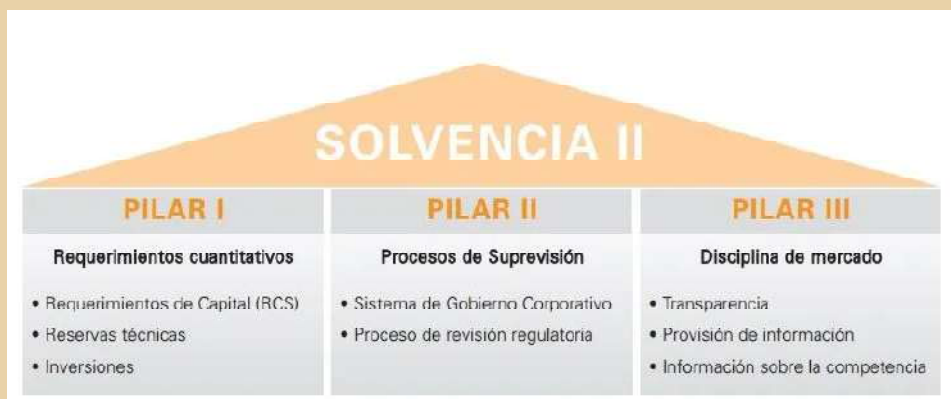 SOLVENCIA II
PILAR I
Requerimientos cuantitativos
• Requerimientos de Capital (RCS)
• Reservas técnicas
• Inversiones
PILAR II
Procesos de Suprevisión
• Sistema de Gobierno Corporativo
• Proceso de revisión regulatoria
PILAR III
Disciplina de mercado
• Transparencia
• Provisión de información
• Información sobre la competencia